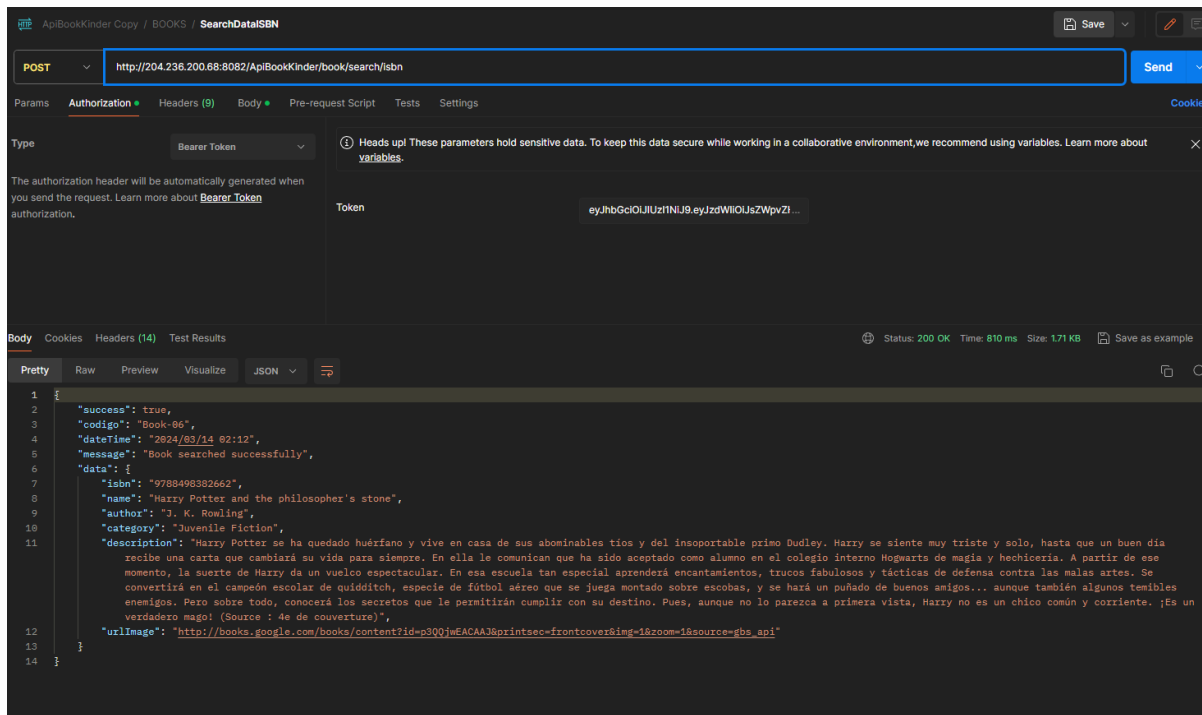 HTTP ApiBookKinder Copy / BOOKS / SearchDataISBN Save
POST http://204.236.200.68:8082/ApiBookKinder/book/search/isbn Send
Params Authorization Headers (9) Body Pre-request Script Tests Settings Cookie
Type Bearer Token
Heads up! These parameters hold sensitive data. To keep this data secure while working in a collaborative environment,we recommend using variables. Learn more about
variables.
The authorization header will be automatically generated when
you send the request. Learn more about Bearer Token
authorization.
Token
Body Cookies Headers (14) Test Results Status: 200 OK Time: 810 ms Size: 1.71 KB Save as example
Pretty Raw Preview Visualize JSON
1 {
2 "success": true,
3 "codigo": "Book-06",
4 "dateTime": "2024/03/14 02:12",
5 "message": "Book searched successfully",
6 "data": {
7 "isbn": "9788498382662",
8 "name": "Harry Potter and the philosopher's stone",
9 "author": "J. K. Rowling",
10 "category": "Juvenile Fiction",
11 "description": "Harry Potter se ha quedado huérfano y vive en casa de sus abominables tíos y del insoportable primo Dudley. Harry se siente muy triste y solo, hasta que un buen día
recibe una carta que cambiará su vida para siempre. En ella le comunican que ha sido aceptado como alumno en el colegio interno Hogwarts de magia y hechicería. A partir de ese
momento, la suerte de Harry da un vuelco espectacular. En esa escuela tan especial aprenderá encantamientos, trucos fabulosos y tácticas de defensa contra las malas artes. Se
convertirá en el campeón escolar de quidditch, especie de fútbol aéreo que se juega montado sobre escobas, y se hará un puñado de buenos amigos... aunque también algunos temibles
enemigos. Pero sobre todo, conocerá los secretos que le permitirán cumplir con su destino. Pues, aunque no lo parezca a primera vista, Harry no es un chico común y corriente. ¡Es un
verdadero mago! (Source : 4e de couverture)",
12 "urlImage": "http://books.google.com/books/content?id=p3QQjwEACAAJ&printsec=frontcover&img=1&zoom=1&source=gbs_api"
13 }
14 }